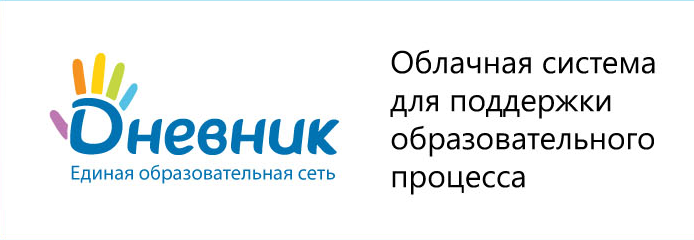 Дневник
Единая образовательная сеть
Облачная система
для поддержки
образовательного
процесса